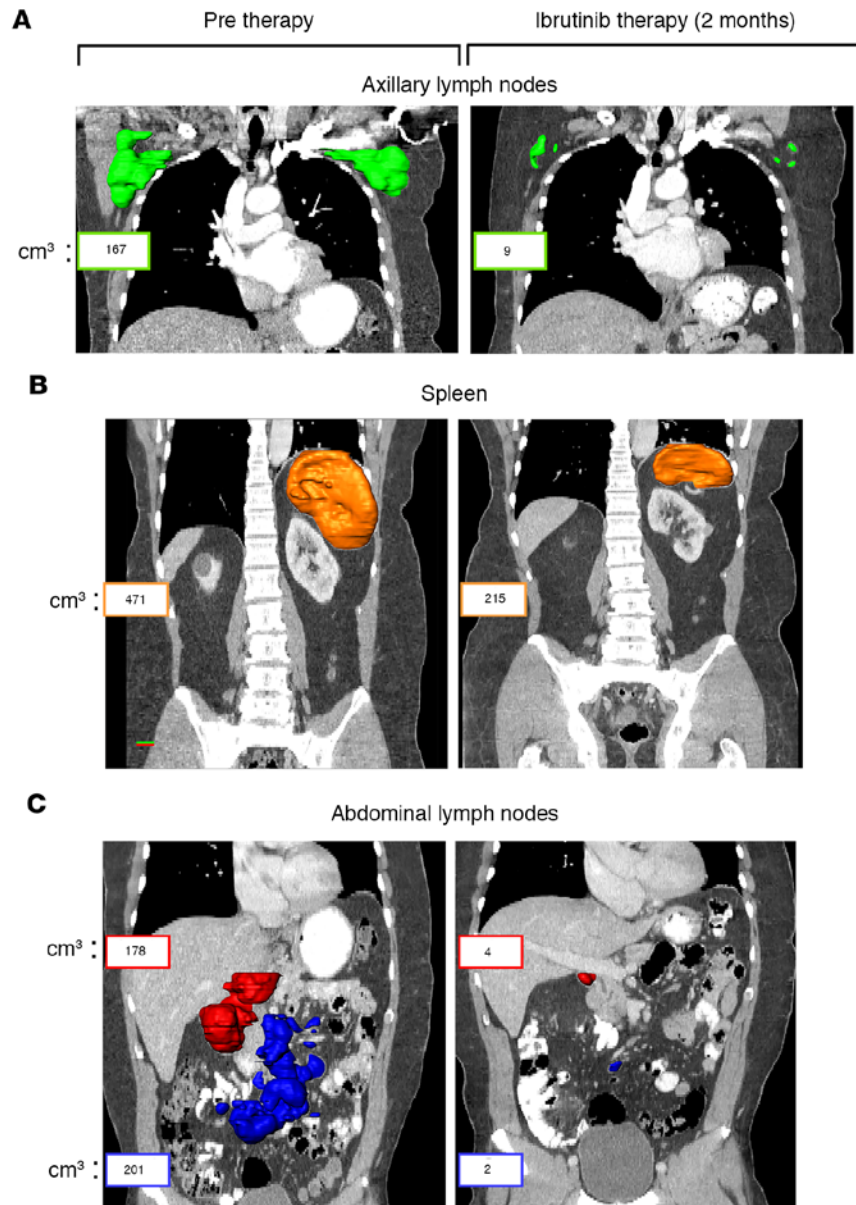 A
Pre therapy
Ibrutinib therapy (2 months)
Axillary lymph nodes
cm³ : 167
9
B
Spleen
cm³ : 471
215
C
Abdominal lymph nodes
cm³ : 178
4
cm³ : 201
2